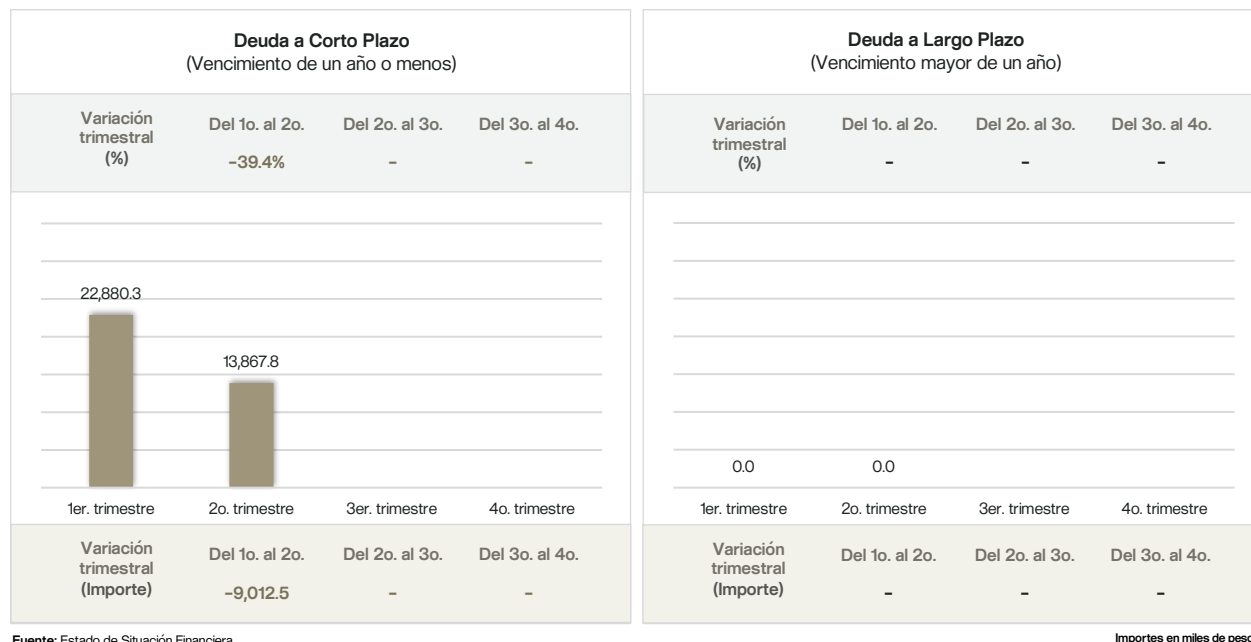 Deuda a Corto Plazo
(Vencimiento de un año o menos)
Variación trimestral (%)
Del 1o. al 2o. Del 2o. al 3o. Del 3o. al 4o.
-39.4% - -
22,880.3
13,867.8
1er. trimestre 2o. trimestre 3er. trimestre 4o. trimestre
Variación trimestral (Importe)
Del 1o. al 2o. Del 2o. al 3o. Del 3o. al 4o.
-9,012.5 - -
Deuda a Largo Plazo
(Vencimiento mayor de un año)
Variación trimestral (%)
Del 1o. al 2o. Del 2o. al 3o. Del 3o. al 4o.
- - -
0.0 0.0
1er. trimestre 2o. trimestre 3er. trimestre 4o. trimestre
Variación trimestral (Importe)
Del 1o. al 2o. Del 2o. al 3o. Del 3o. al 4o.
- - -
Fuente: Estado de Situación Financiera
Importes en miles de